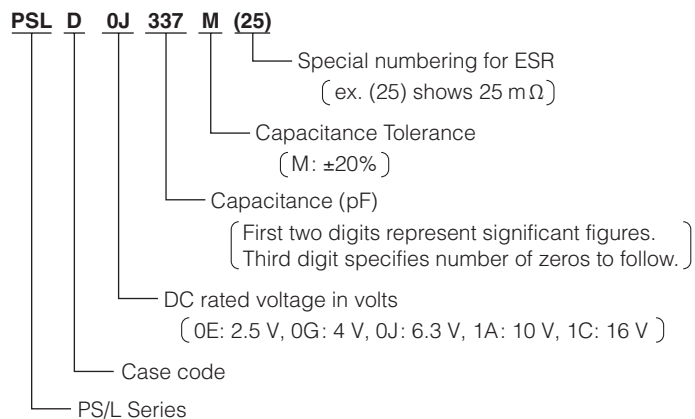 PSL D 0J 337 M (25)
Special numbering for ESR
( ex. (25) shows 25 mΩ )
Capacitance Tolerance
( M: ±20% )
Capacitance (pF)
( First two digits represent significant figures.
Third digit specifies number of zeros to follow. )
DC rated voltage in volts
( 0E: 2.5 V, 0G: 4 V, 0J: 6.3 V, 1A: 10 V, 1C: 16 V )
Case code
PS/L Series